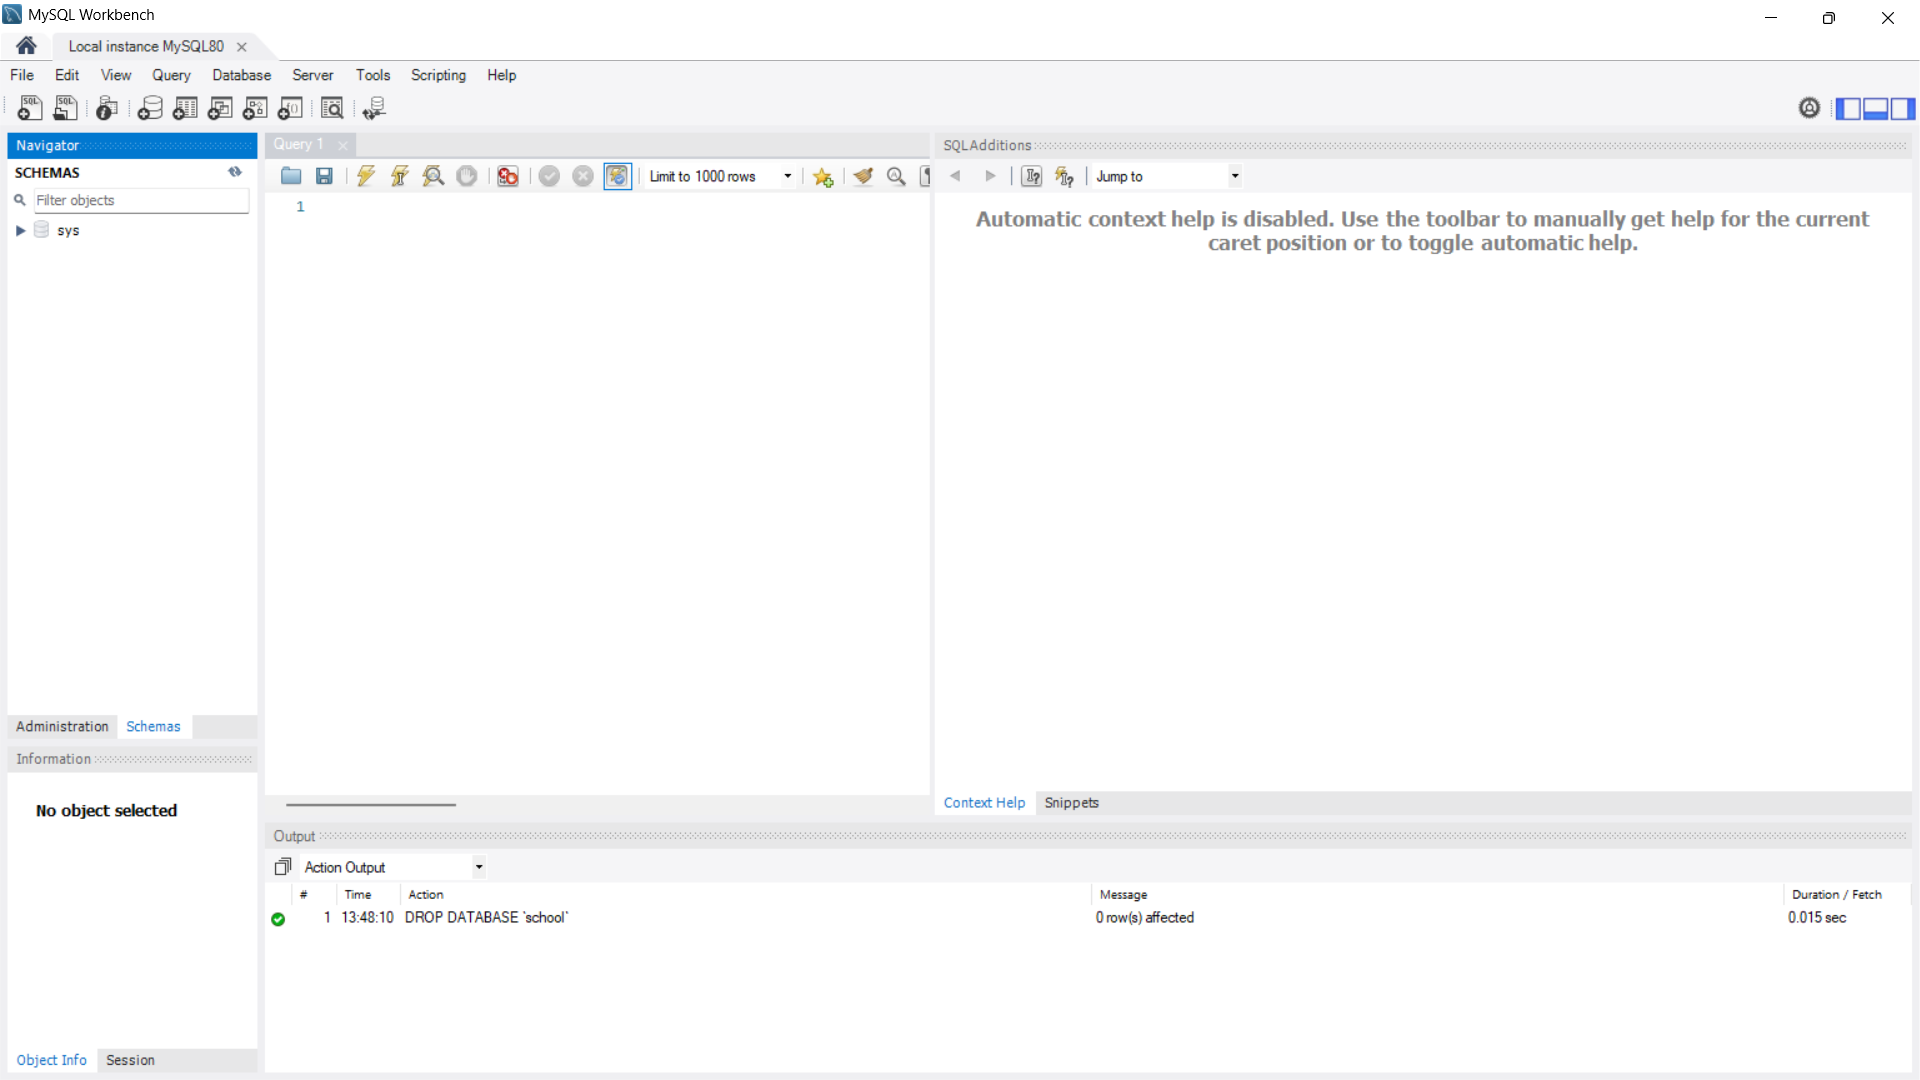 MySQL Workbench
Local instance MySQL80
File Edit View Query Database Server Tools Scripting Help
Navigator
SCHEMAS
Filter objects
sys
Administration Schemas
Information
No object selected
Object Info Session
Query 1
Limit to 1000 rows
1
SQLAdditions
Jump to
Automatic context help is disabled. Use the toolbar to manually get help for the current
caret position or to toggle automatic help.
Context Help Snippets
Output
Action Output
# Time Action Message Duration / Fetch
1 13:48:10 DROP DATABASE `school` 0 row(s) affected 0.015 sec